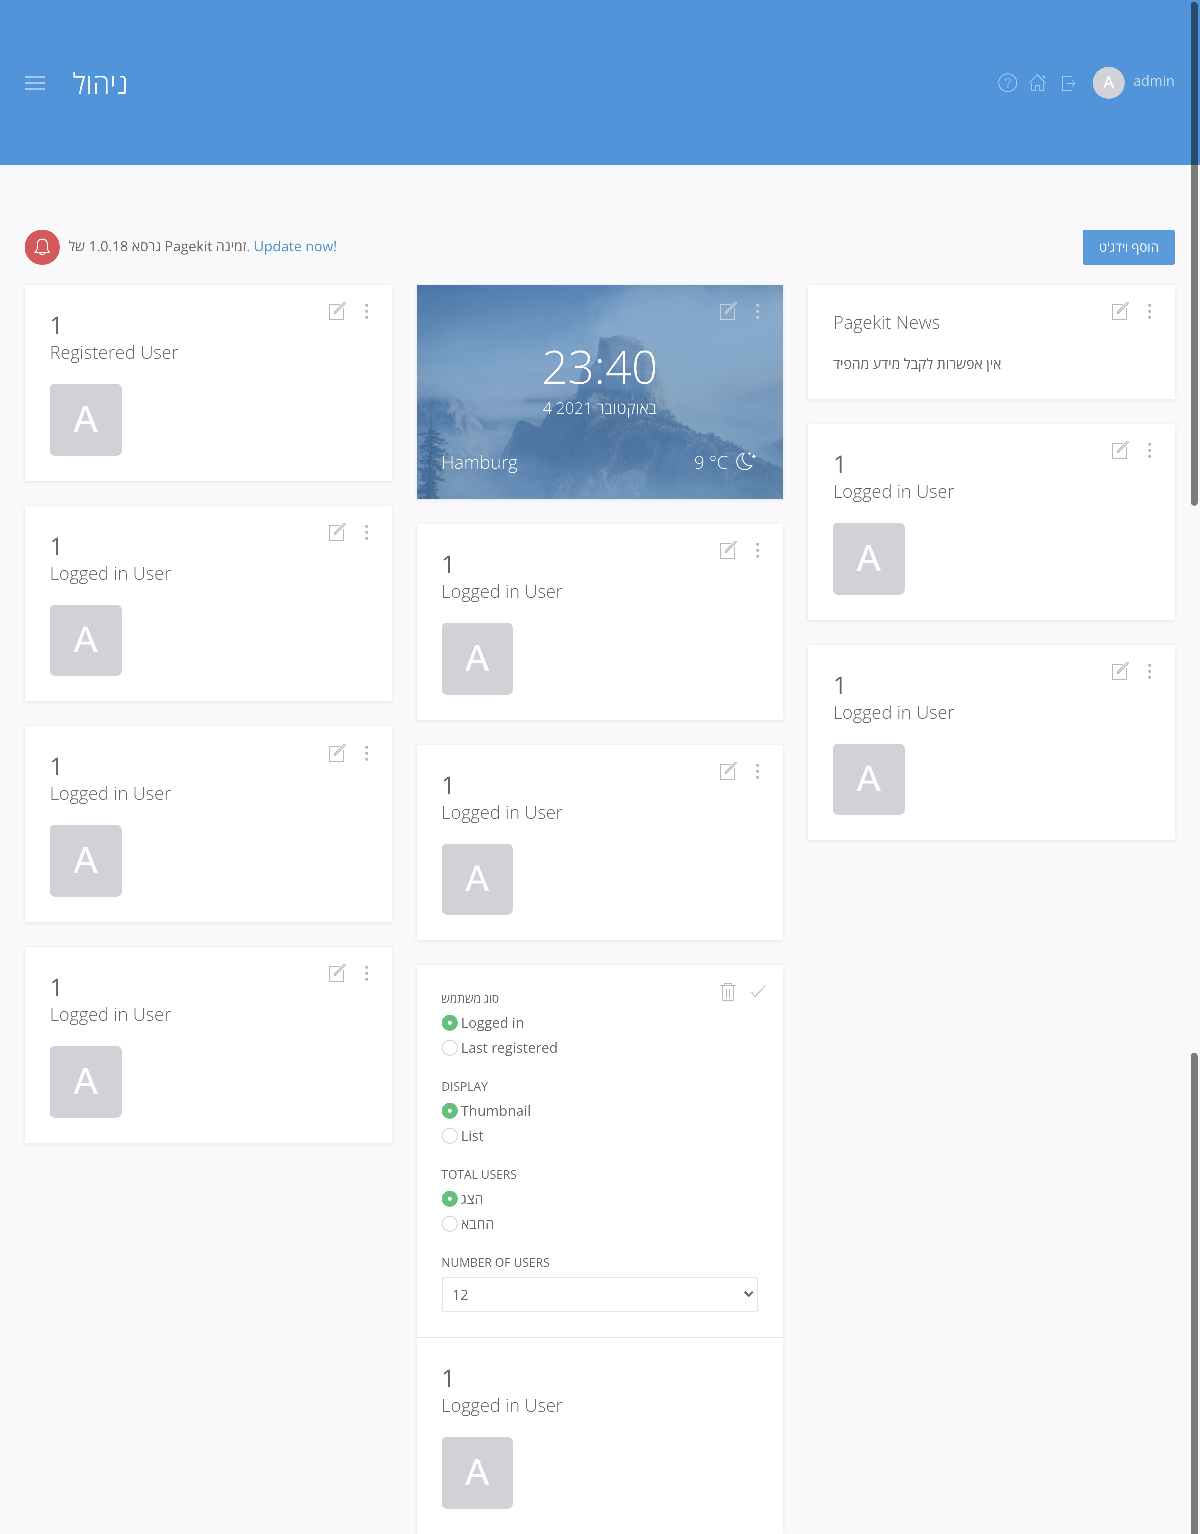 ניהול
A admin
גרסא 1.0.18 של Pagekit זמינה. Update now!
הוסף וידג'ט
1
Registered User
A
1
Logged in User
A
1
Logged in User
A
1
Logged in User
A
23:40
4 באוקטובר 2021
Hamburg
9 °C
1
Logged in User
A
1
Logged in User
A
סוג משתמש
Logged in
Last registered
DISPLAY
Thumbnail
List
TOTAL USERS
הצג
החבא
NUMBER OF USERS
12
1
Logged in User
A
Pagekit News
אין אפשרות לקבל מידע מהפיד
1
Logged in User
A
1
Logged in User
A